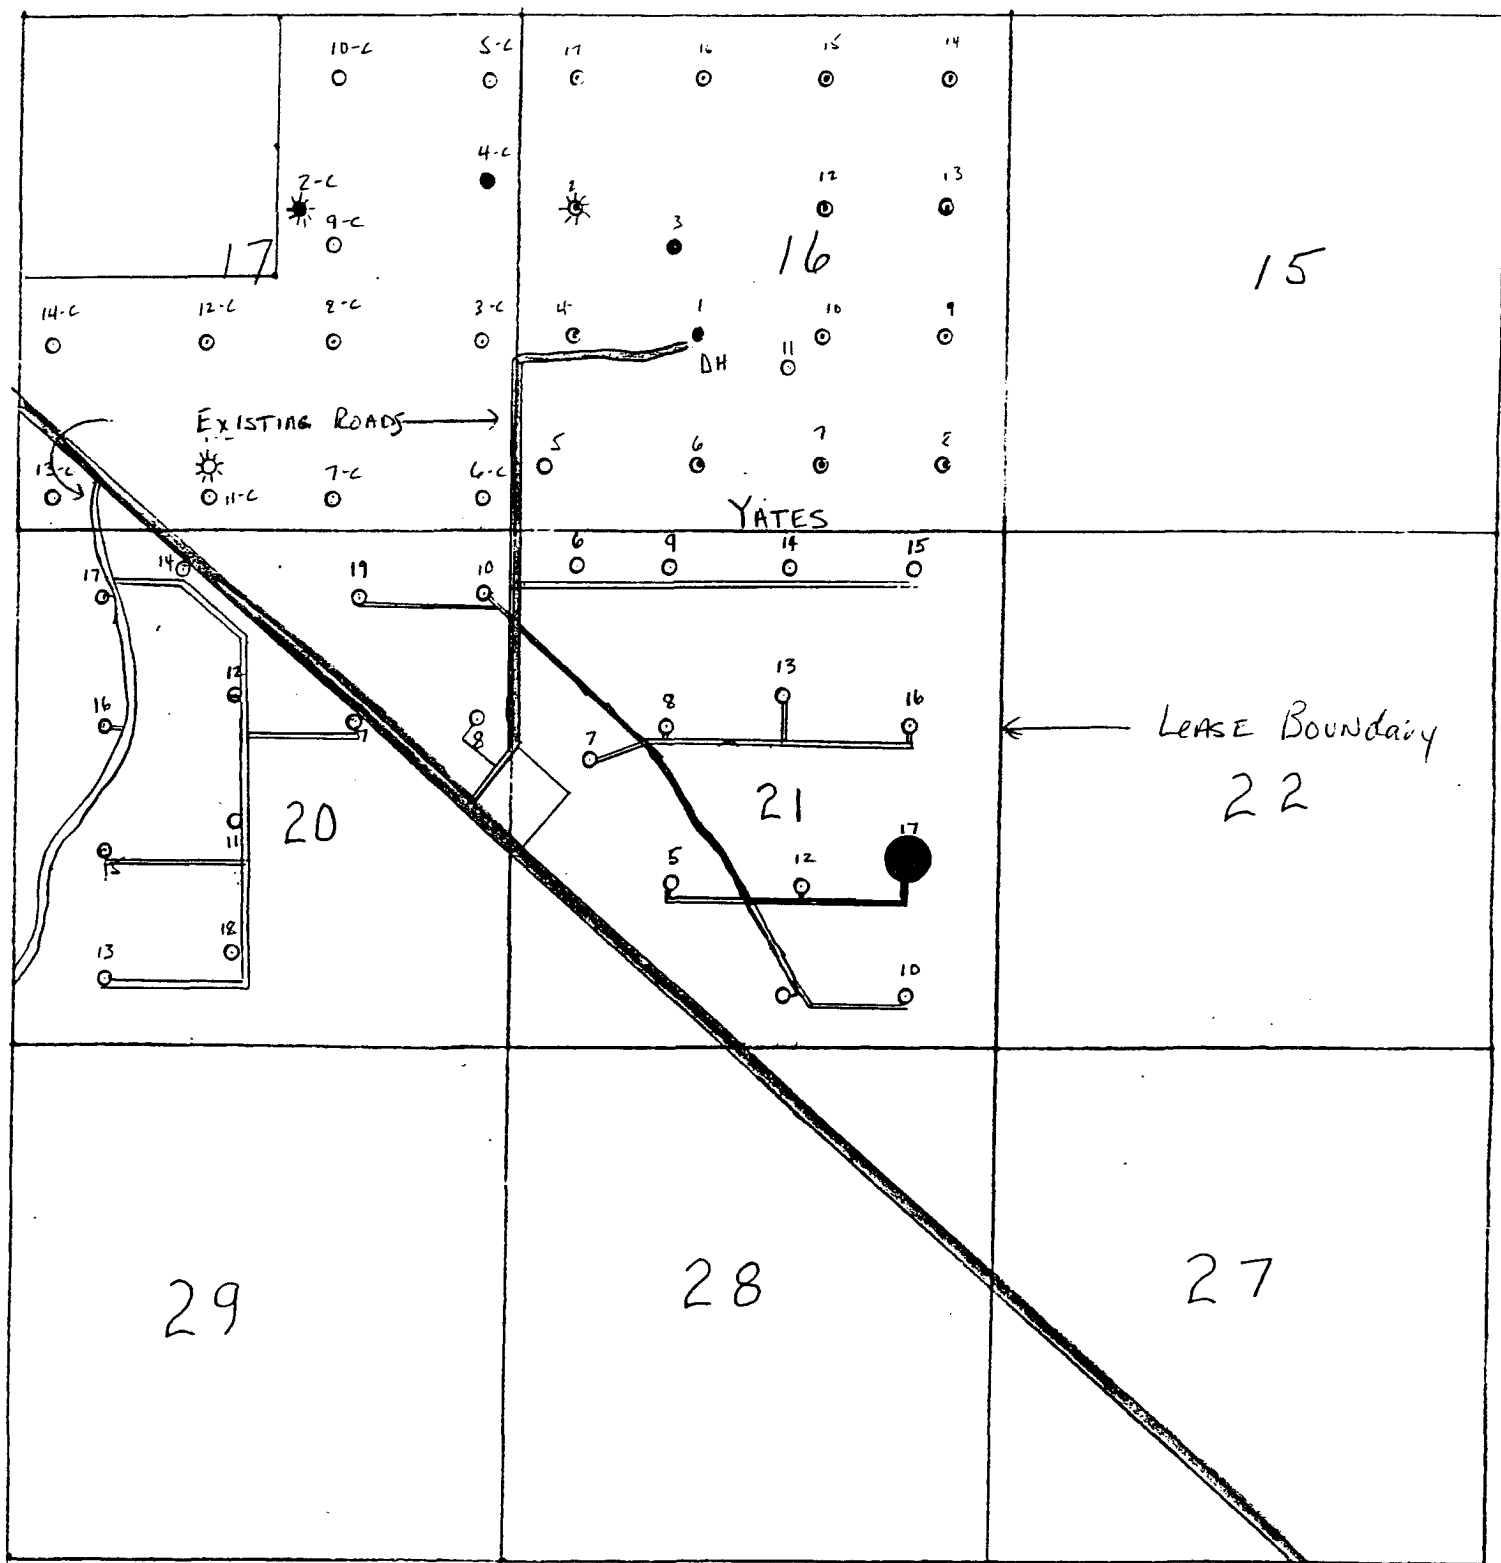 10-C 5-C 17 16 15 14
4-C
2-C 2 12 13
9-C 3
17 16 15
14-C 12-C 8-C 3-C 4 1 10 9
DH 11
EXISTING ROADS
5 6 7 8
13-C 11-C 7-C 6-C
YATES
14 6 9 14 15
17 19 10
12 13
16 8 7 8 16
LEASE BOUNDARY
20 21 22
11 17
15 5 12
18
13 10
29 28 27